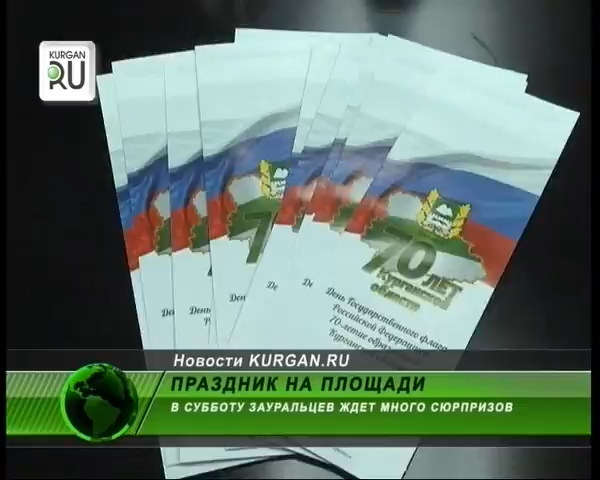 KURGAN
RU
70 ЛЕТ
Курганской
области
День Государственного флага
Российской Федерации
70-летие
Новости KURGAN.RU
ПРАЗДНИК НА ПЛОЩАДИ
В СУББОТУ ЗАУРАЛЬЦЕВ ЖДЕТ МНОГО СЮРПРИЗОВ